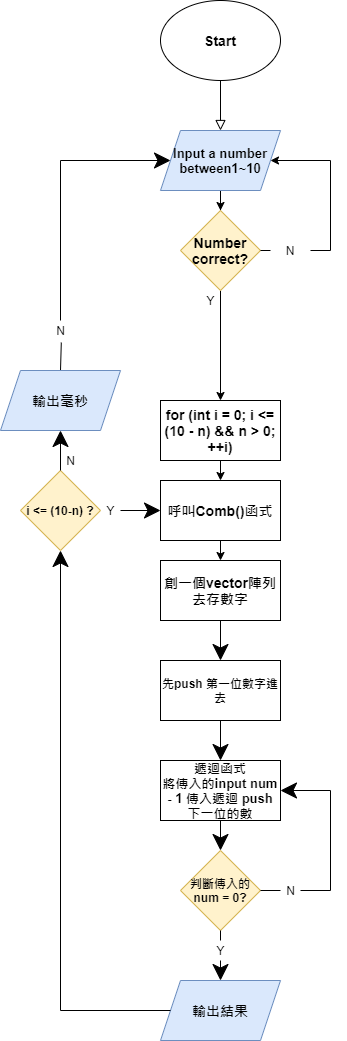 Start
Input a number
between1~10
Number
correct?
N
Y
N
輸出毫秒
for (int i = 0; i <=
(10 - n) && n > 0;
++i)
N
i <= (10-n) ?
Y
呼叫Comb()函式
創一個vector陣列
去存數字
先push 第一位數字進
去
遞迴函式
將傳入的input num
- 1 傳入遞迴 push
下一位的數
判斷傳入的
num = 0?
N
Y
輸出結果